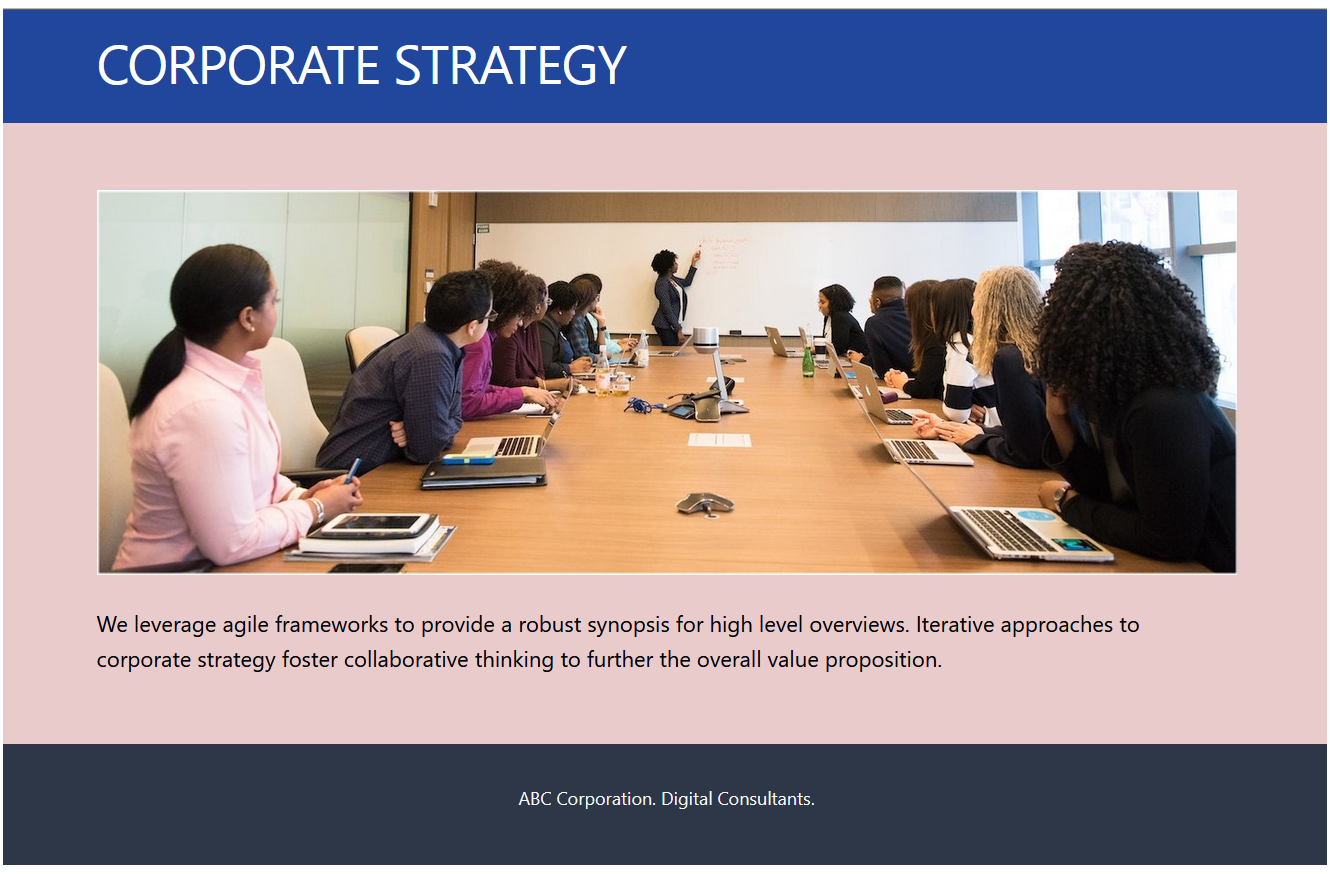 CORPORATE STRATEGY
We leverage agile frameworks to provide a robust synopsis for high level overviews. Iterative approaches to
corporate strategy foster collaborative thinking to further the overall value proposition.
ABC Corporation. Digital Consultants.